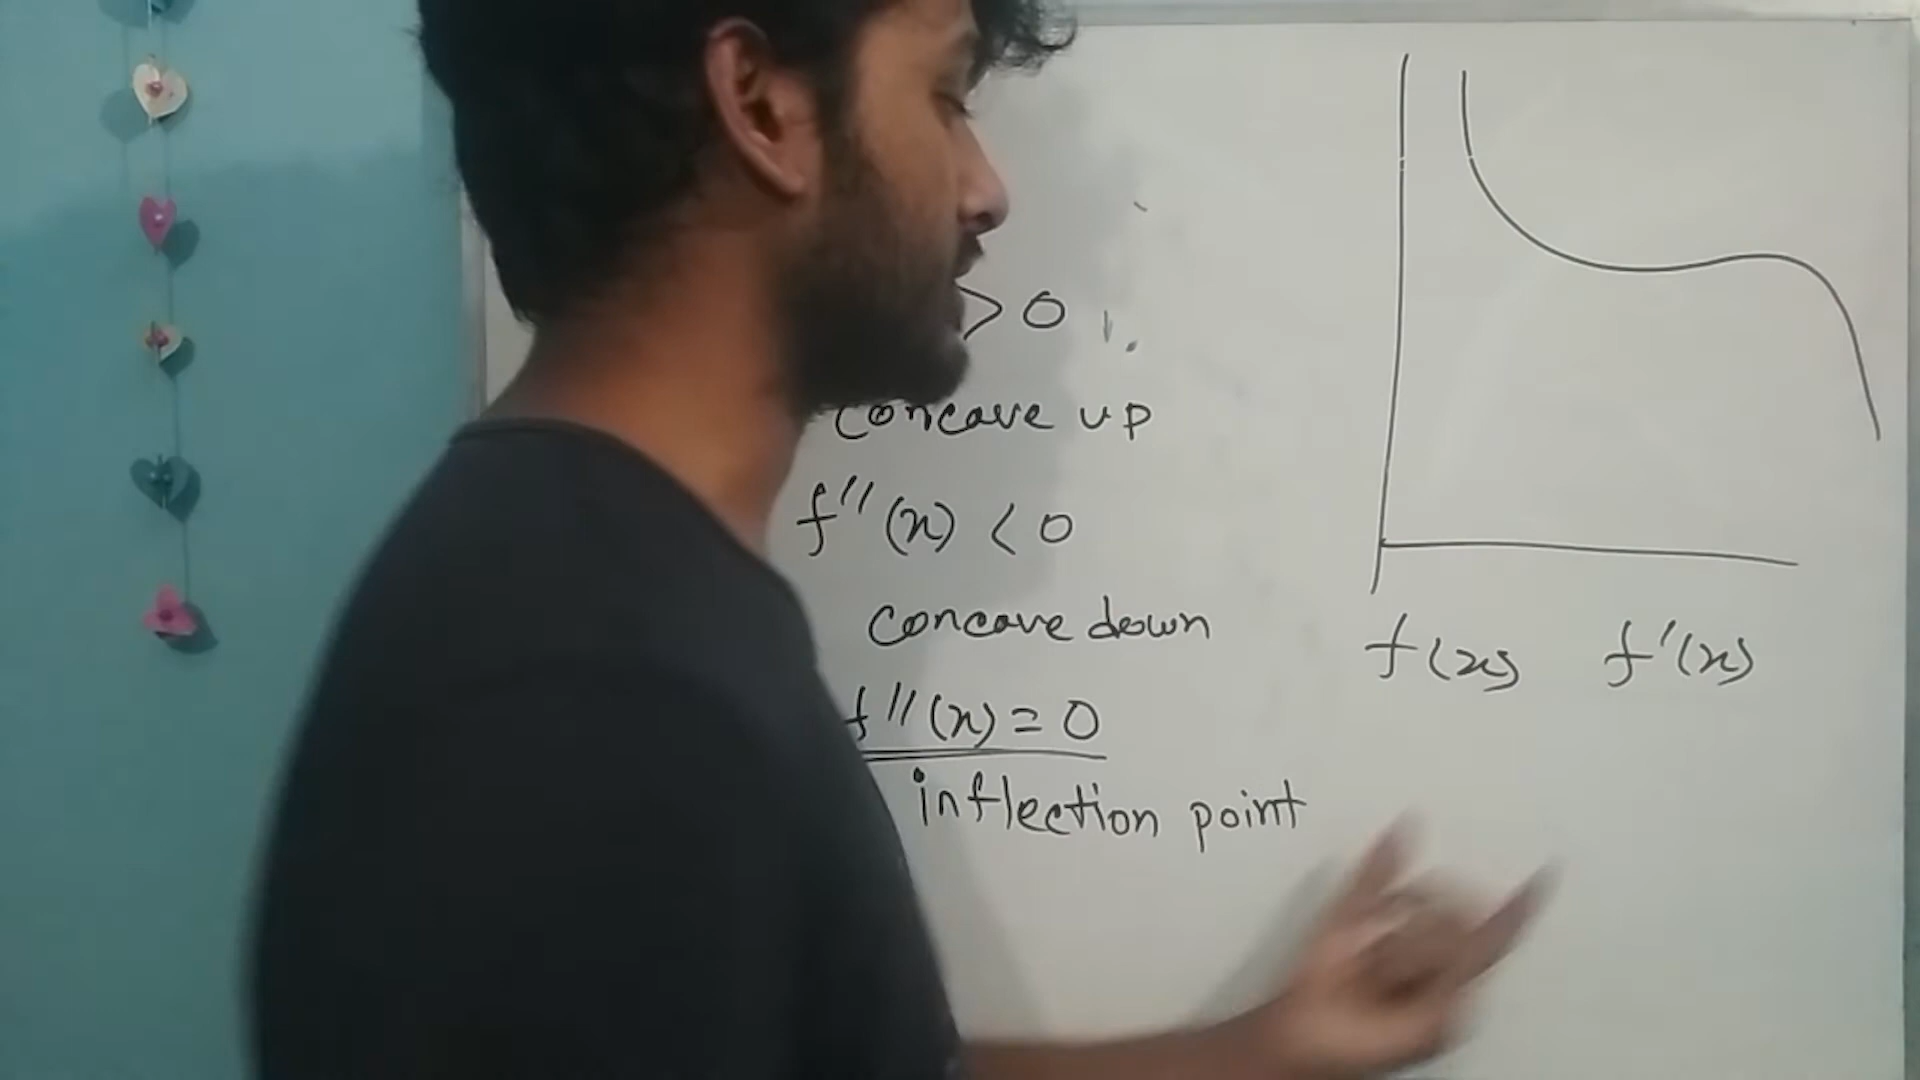 > 0
concave up
f''(x) < 0
concave down
f''(x) = 0
inflection point
f(x) f'(x)